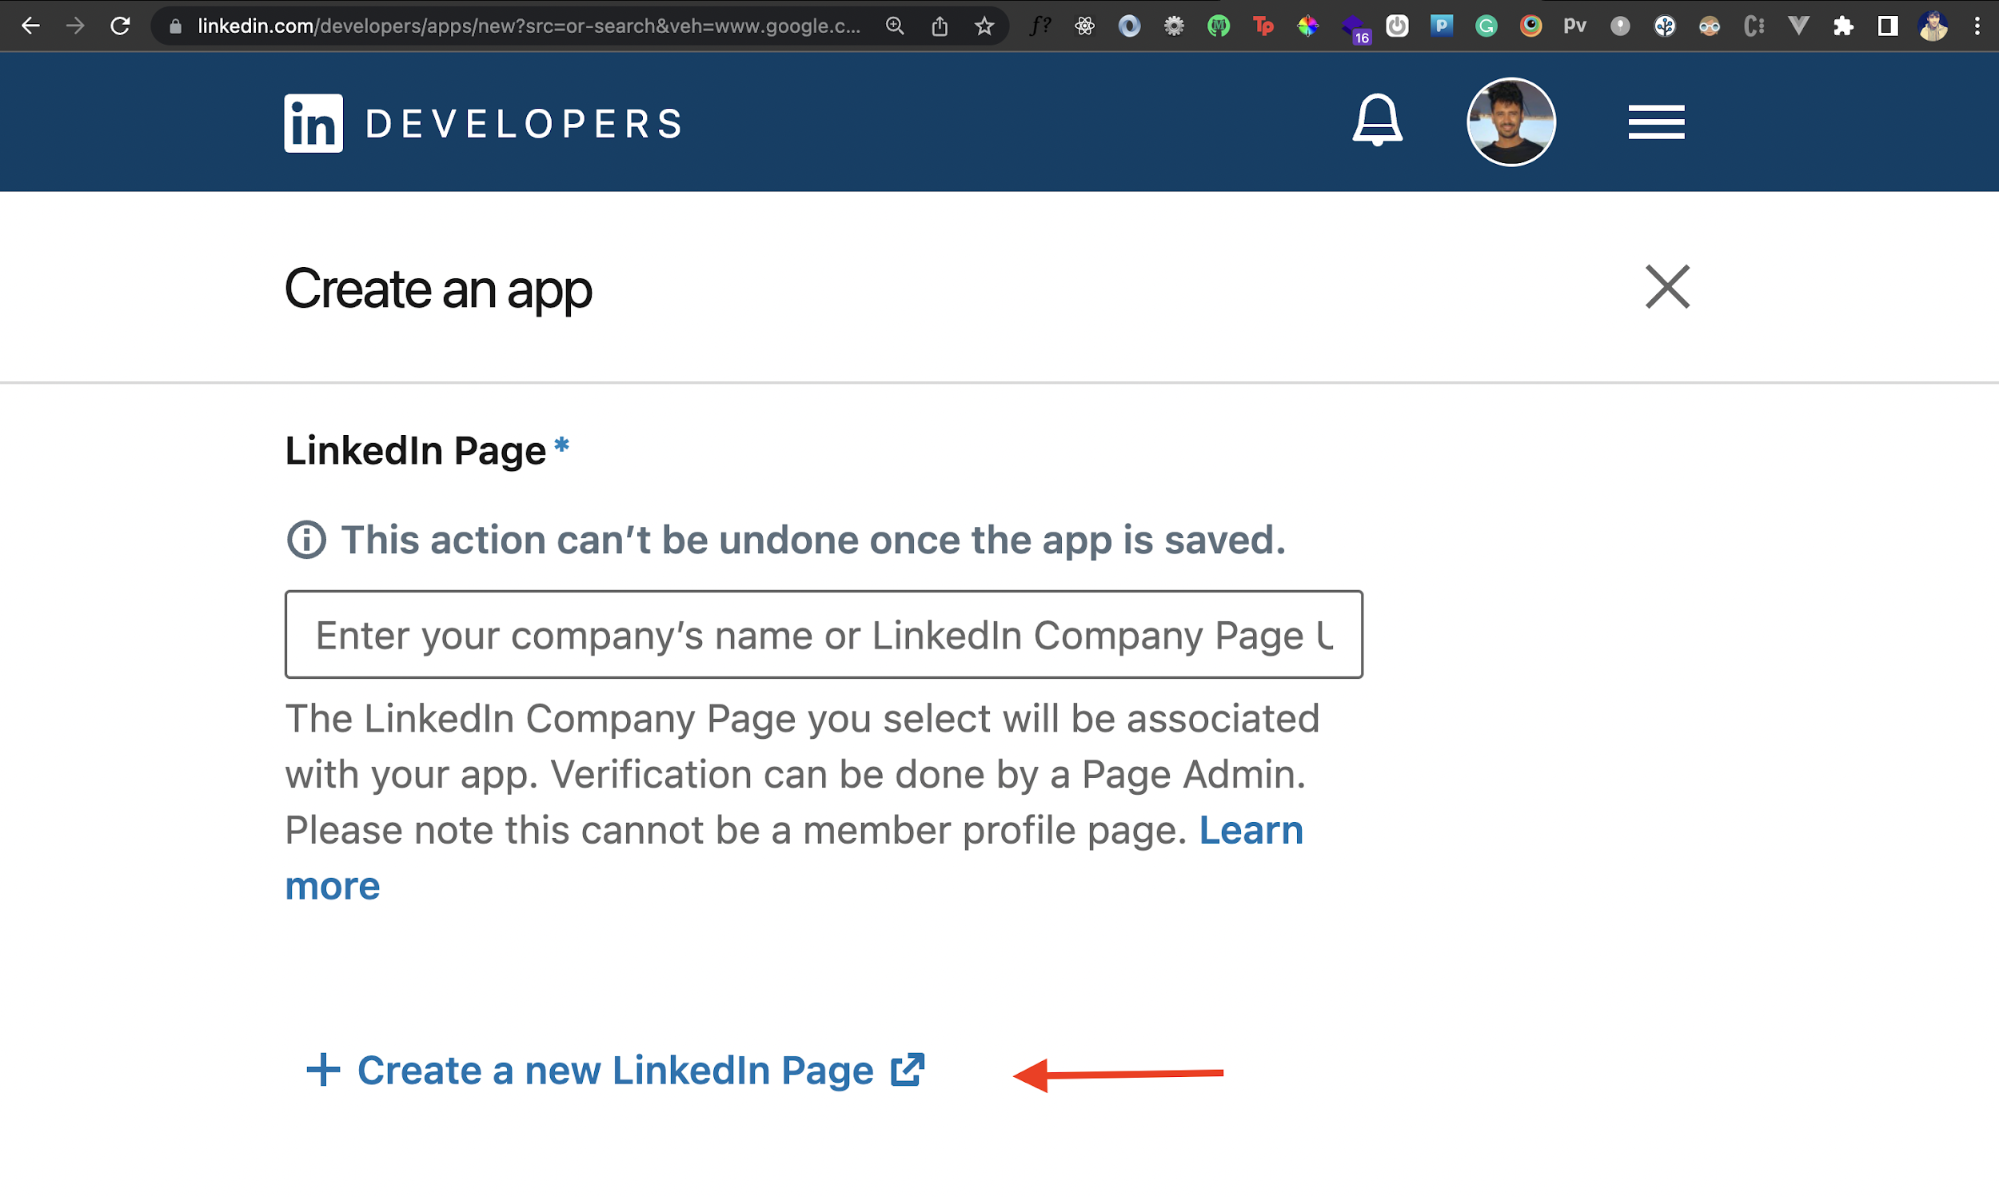 linkedin.com/developers/apps/new?src=or-search&veh=www.google.c...
f?
Tp
16
P
G
PV
C:
in DEVELOPERS
Create an app
LinkedIn Page *
This action can’t be undone once the app is saved.
Enter your company’s name or LinkedIn Company Page U
The LinkedIn Company Page you select will be associated
with your app. Verification can be done by a Page Admin.
Please note this cannot be a member profile page. Learn
more
+ Create a new LinkedIn Page